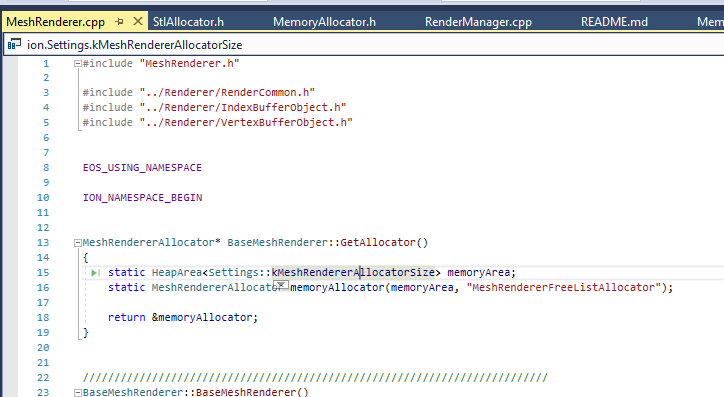 MeshRenderer.cpp StlAllocator.h MemoryAllocator.h RenderManager.cpp README.md Mem
ion.Settings.kMeshRendererAllocatorSize
1 #include "MeshRenderer.h"
2
3 #include "../Renderer/RenderCommon.h"
4 #include "../Renderer/IndexBufferObject.h"
5 #include "../Renderer/VertexBufferObject.h"
6
7
8 EOS_USING_NAMESPACE
9
10 ION_NAMESPACE_BEGIN
11
12
13 MeshRendererAllocator* BaseMeshRenderer::GetAllocator()
14 {
15 static HeapArea<Settings::kMeshRendererAllocatorSize> memoryArea;
16 static MeshRendererAllocator memoryAllocator(memoryArea, "MeshRendererFreeListAllocator");
17
18 return &memoryAllocator;
19 }
20
21
22 //////////////////////////////////////////////////////////////////////////
23 BaseMeshRenderer::BaseMeshRenderer()